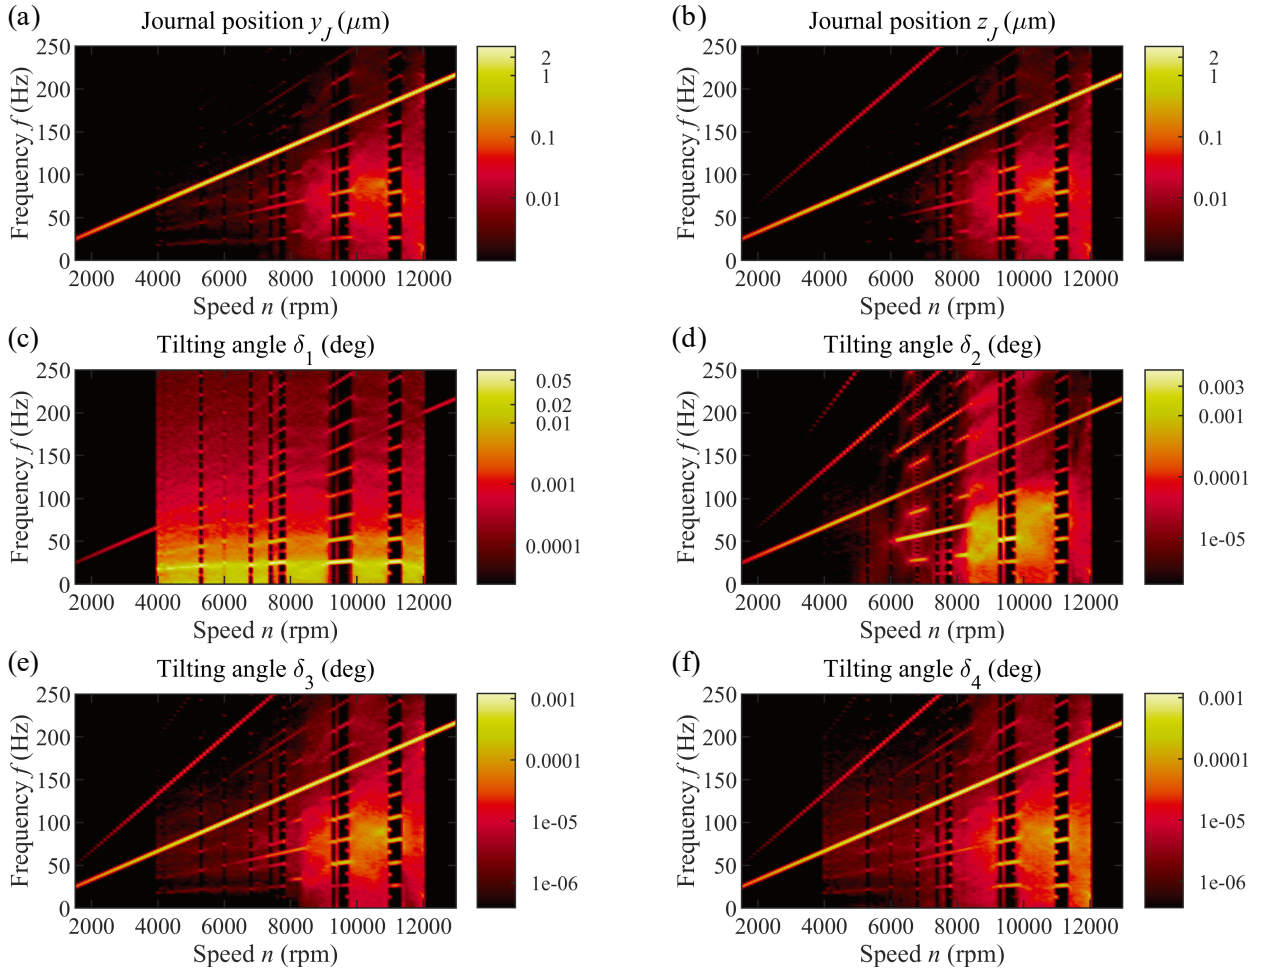 (a)
Journal position y_J (μm)
250
200
150
100
50
0
Frequency f (Hz)
2000 4000 6000 8000 10000 12000
Speed n (rpm)
2
1
0.1
0.01
(b)
Journal position z_J (μm)
250
200
150
100
50
0
Frequency f (Hz)
2000 4000 6000 8000 10000 12000
Speed n (rpm)
2
1
0.1
0.01
(c)
Tilting angle δ_1 (deg)
250
200
150
100
50
0
Frequency f (Hz)
2000 4000 6000 8000 10000 12000
Speed n (rpm)
0.05
0.02
0.01
0.001
0.0001
(d)
Tilting angle δ_2 (deg)
250
200
150
100
50
0
Frequency f (Hz)
2000 4000 6000 8000 10000 12000
Speed n (rpm)
0.003
0.001
0.0001
1e-05
(e)
Tilting angle δ_3 (deg)
250
200
150
100
50
0
Frequency f (Hz)
2000 4000 6000 8000 10000 12000
Speed n (rpm)
0.001
0.0001
1e-05
1e-06
(f)
Tilting angle δ_4 (deg)
250
200
150
100
50
0
Frequency f (Hz)
2000 4000 6000 8000 10000 12000
Speed n (rpm)
0.001
0.0001
1e-05
1e-06